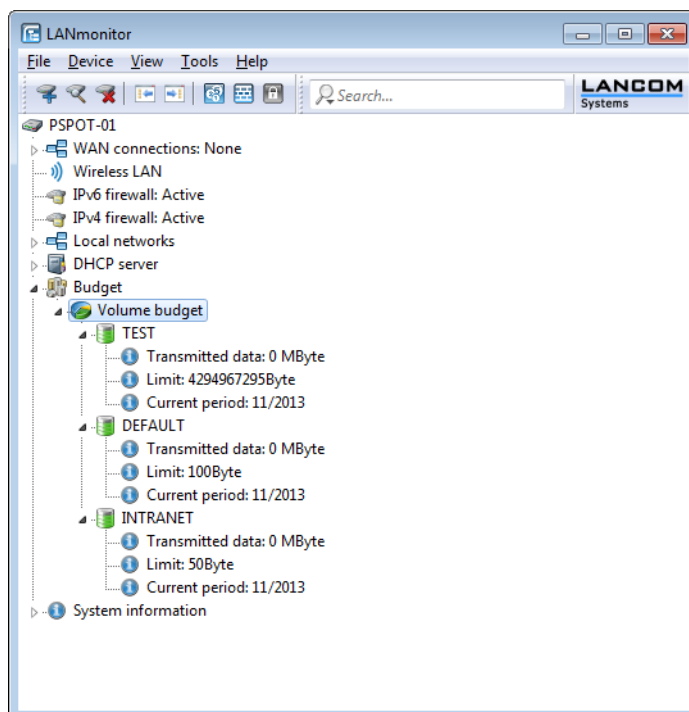 LANmonitor
File Device View Tools Help
Search...
LANCOM
Systems
PSPOT-01
WAN connections: None
Wireless LAN
IPv6 firewall: Active
IPv4 firewall: Active
Local networks
DHCP server
Budget
Volume budget
TEST
Transmitted data: 0 MByte
Limit: 4294967295Byte
Current period: 11/2013
DEFAULT
Transmitted data: 0 MByte
Limit: 100Byte
Current period: 11/2013
INTRANET
Transmitted data: 0 MByte
Limit: 50Byte
Current period: 11/2013
System information